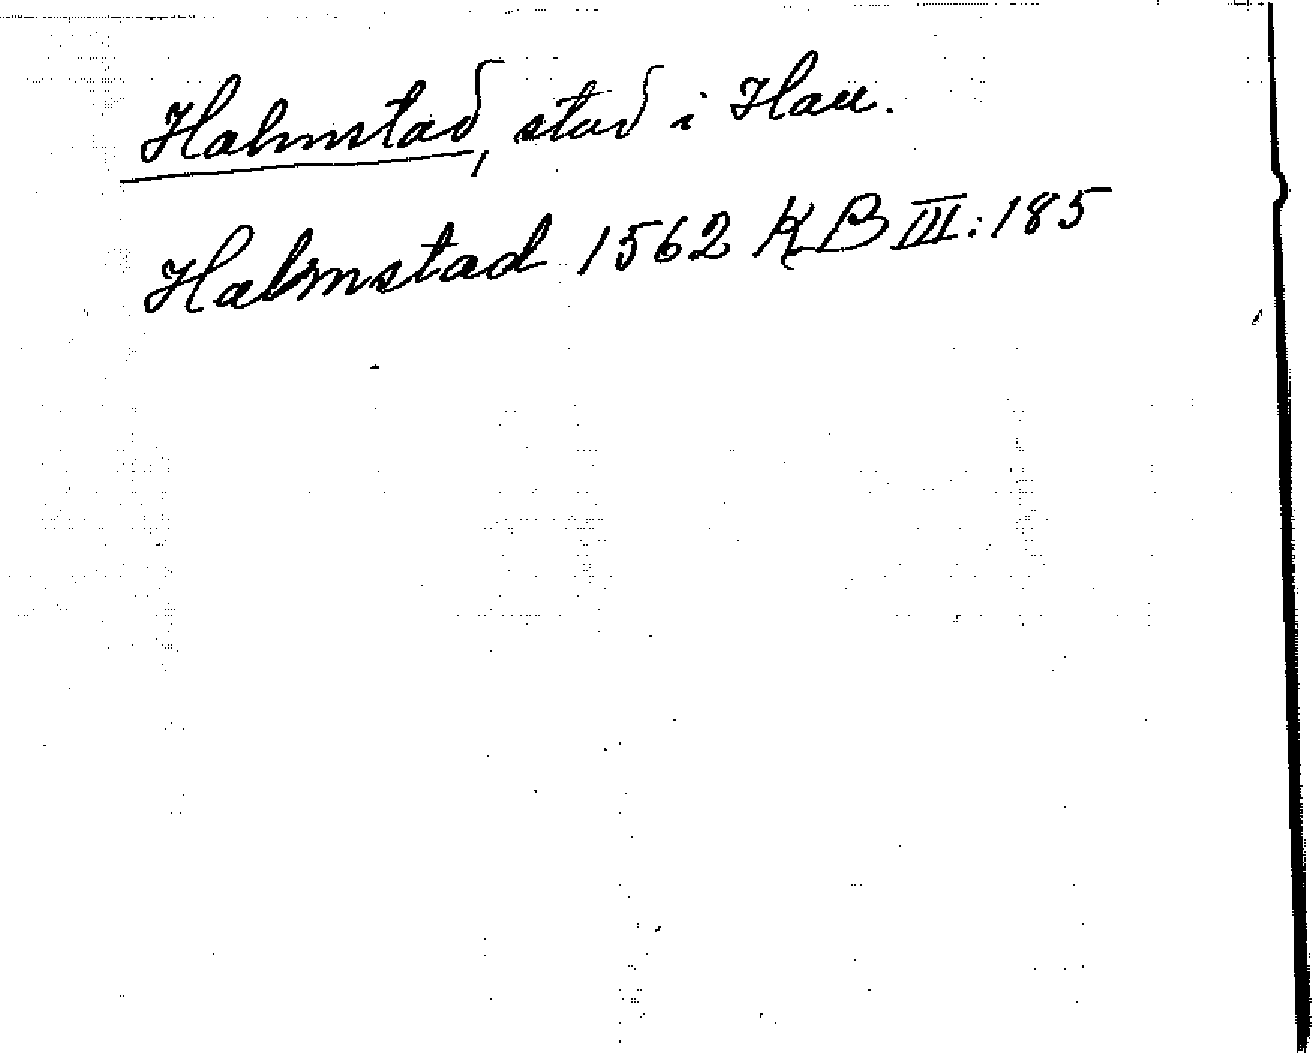 Halmstad, stad i Hall.
Halmstad 1562 KB III:185